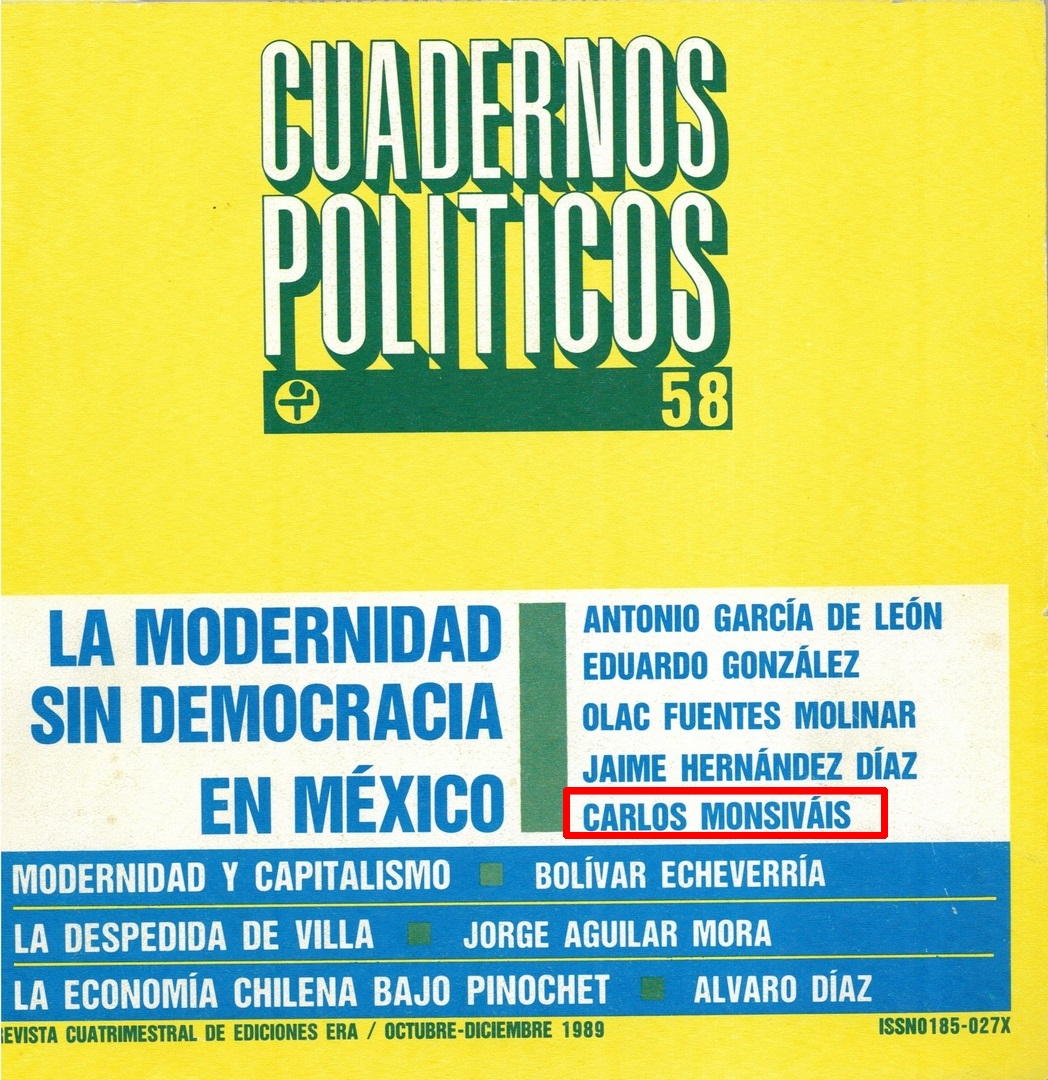 CUADERNOS
POLITICOS
58
LA MODERNIDAD
SIN DEMOCRACIA
EN MÉXICO
ANTONIO GARCÍA DE LEÓN
EDUARDO GONZÁLEZ
OLAC FUENTES MOLINAR
JAIME HERNÁNDEZ DÍAZ
CARLOS MONSIVÁIS
MODERNIDAD Y CAPITALISMO BOLÍVAR ECHEVERRÍA
LA DESPEDIDA DE VILLA JORGE AGUILAR MORA
LA ECONOMÍA CHILENA BAJO PINOCHET ALVARO DÍAZ
REVISTA CUATRIMESTRAL DE EDICIONES ERA / OCTUBRE-DICIEMBRE 1989 ISSN0185-027X